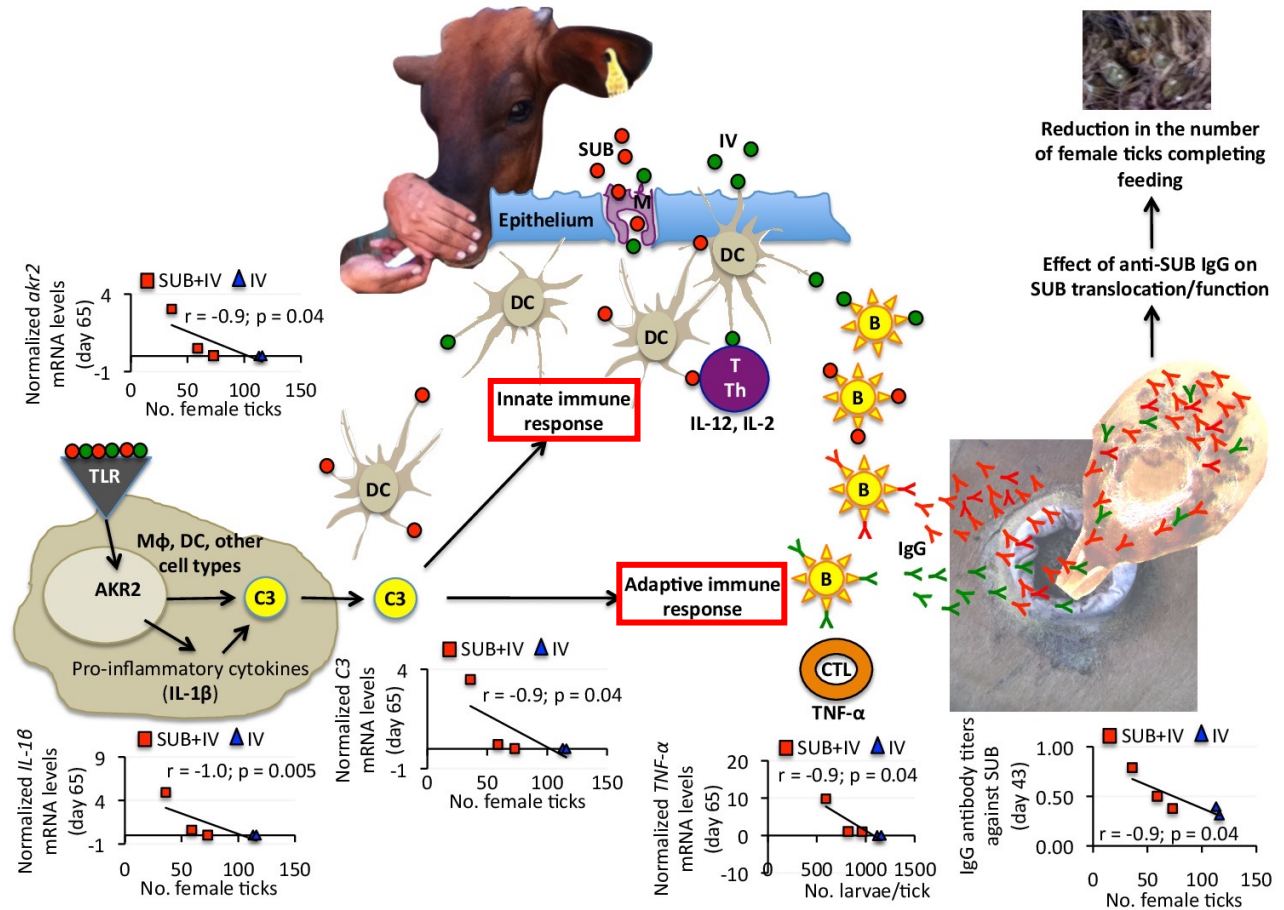 Reduction in the number
of female ticks completing
feeding
Effect of anti-SUB IgG on
SUB translocation/function
SUB
IV
M
Epithelium
DC
DC
DC
DC
T
Th
IL-12, IL-2
B
B
B
B
IgG
Innate immune
response
Adaptive immune
response
CTL
TNF-α
TLR
Mϕ, DC, other
cell types
AKR2
C3
C3
Pro-inflammatory cytokines
(IL-1β)
Normalized akr2
mRNA levels
(day 65)
SUB+IV IV
r = -0.9; p = 0.04
4
-1
0 50 100 150
No. female ticks
Normalized IL-1β
mRNA levels
(day 65)
SUB+IV IV
r = -1.0; p = 0.005
9
4
-1
0 50 100 150
No. female ticks
Normalized C3
mRNA levels
(day 65)
SUB+IV IV
r = -0.9; p = 0.04
4
-1
0 50 100 150
No. female ticks
Normalized TNF-α
mRNA levels
(day 65)
SUB+IV IV
r = -0.9; p = 0.04
20
10
0
-10
0 500 1000 1500
No. larvae/tick
IgG antibody titers
against SUB
(day 43)
SUB+IV IV
1.00
0.50
0.00
r = -0.9; p = 0.04
0 50 100 150
No. female ticks